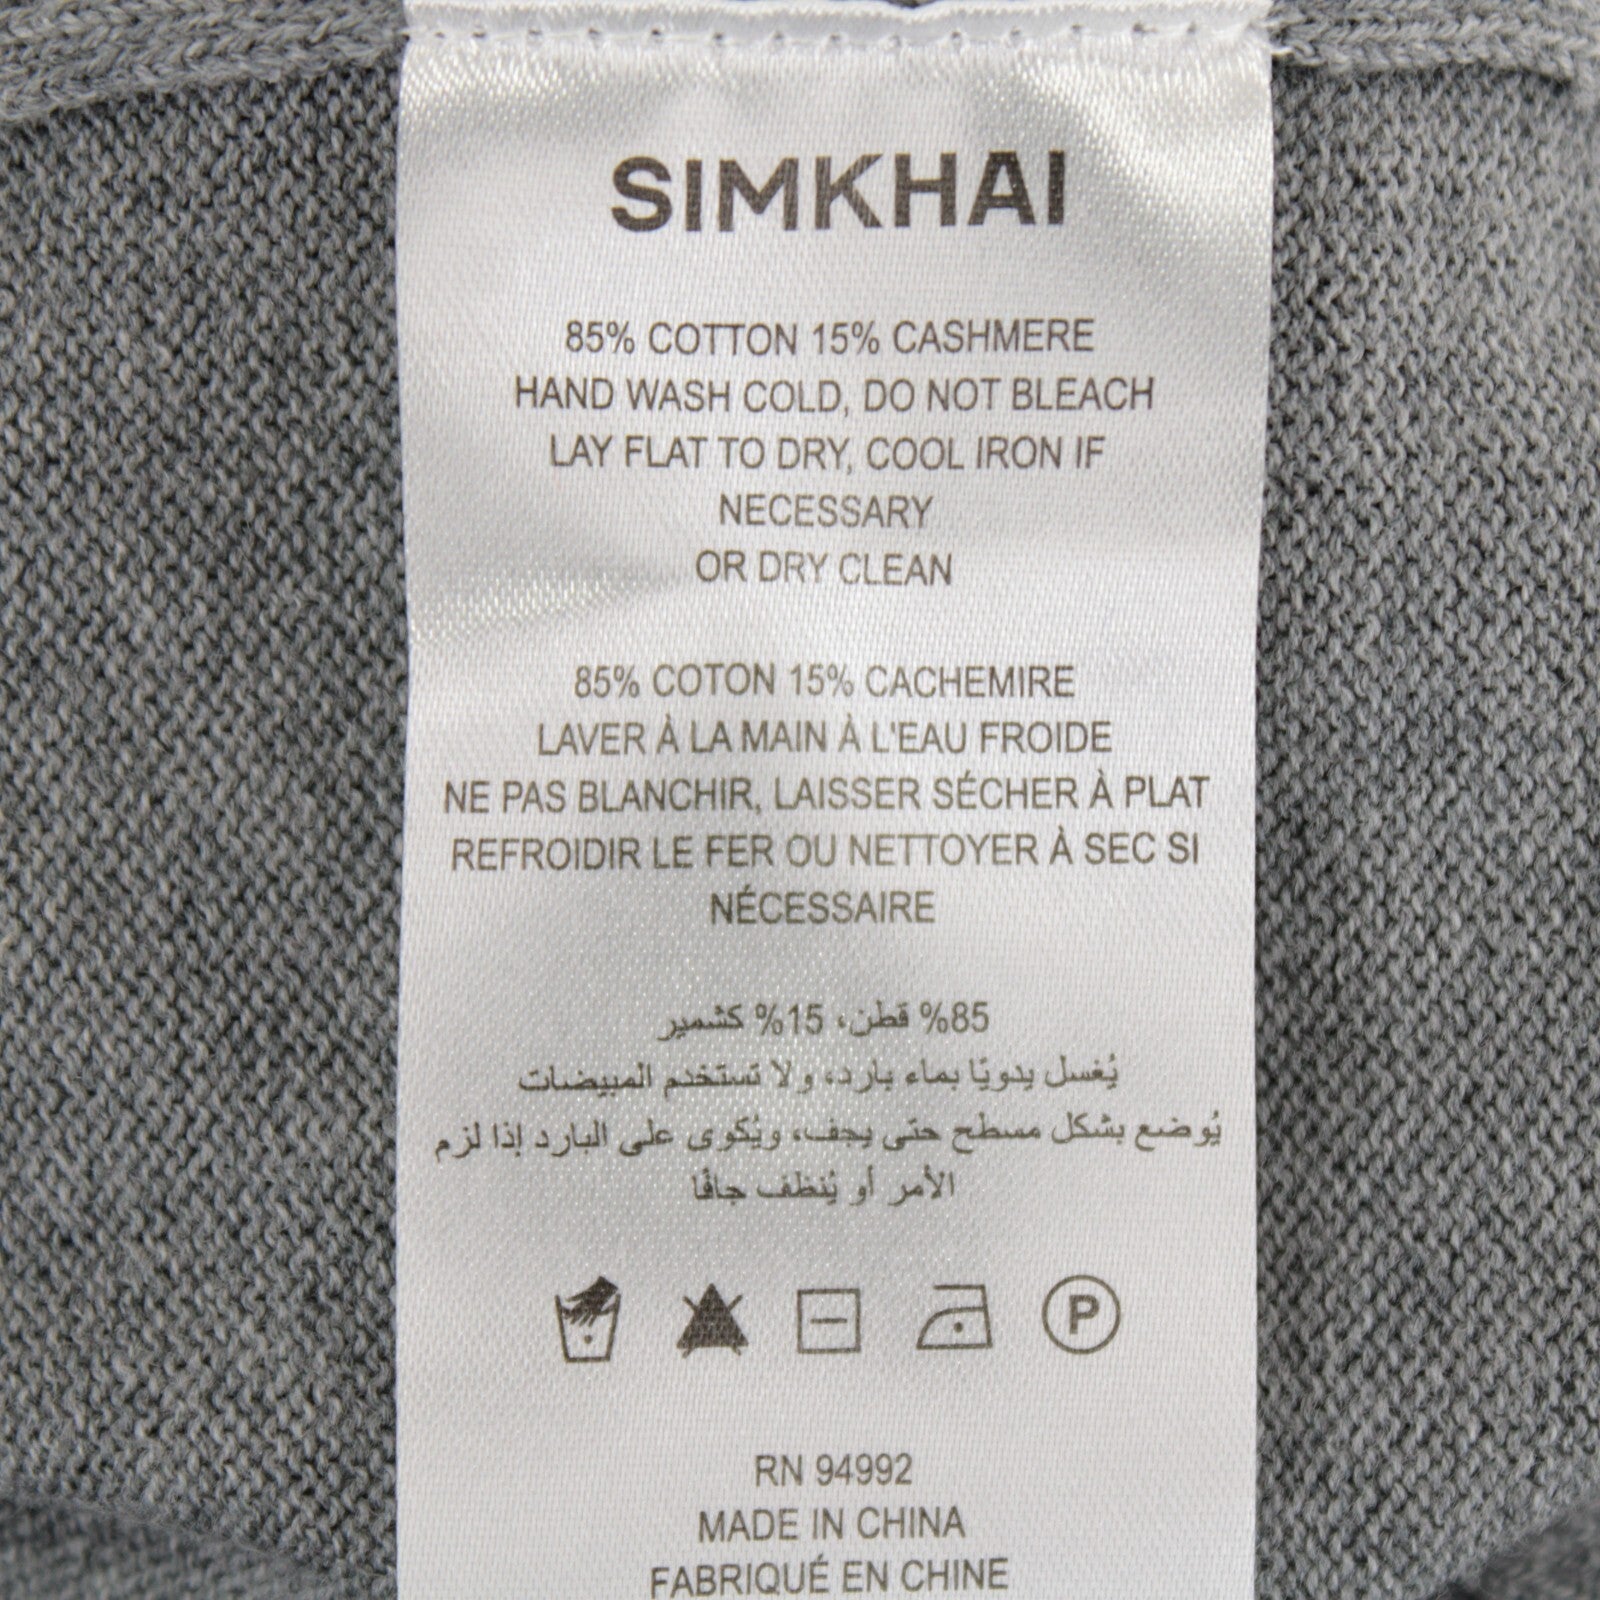 SIMKHAI
85% COTTON 15% CASHMERE
HAND WASH COLD, DO NOT BLEACH
LAY FLAT TO DRY, COOL IRON IF
NECESSARY
OR DRY CLEAN
85% COTON 15% CACHEMIRE
LAVER À LA MAIN À L'EAU FROIDE
NE PAS BLANCHIR, LAISSER SÉCHER À PLAT
REFROIDIR LE FER OU NETTOYER À SEC SI
NÉCESSAIRE
85% قطن، 15% كشمير
يُغسل يدويًا بماء بارد، ولا تستخدم المبيضات
يُوضع بشكل مسطح حتى يجف، ويُكوى على البارد إذا لزم
الأمر أو يُنظف جافًا
P
RN 94992
MADE IN CHINA
FABRIQUÉ EN CHINE